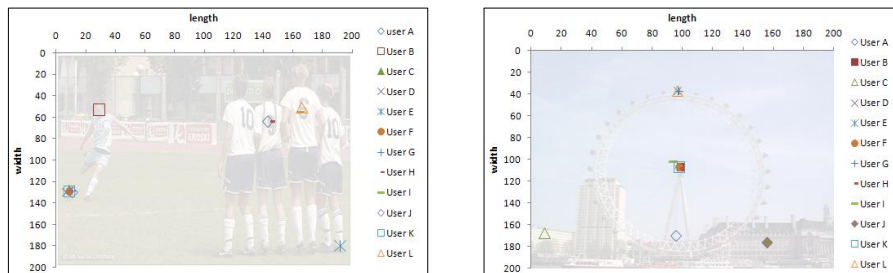 length
0 20 40 60 80 100 120 140 160 180 200
0
20
40
60
80
100
120
140
160
180
200
width
User A
User B
User C
User D
User E
User F
User G
User H
User I
User J
User K
User L
10
length
0 20 40 60 80 100 120 140 160 180 200
0
20
40
60
80
100
120
140
160
180
200
width
User A
User B
User C
User D
User E
User F
User G
User H
User I
User J
User K
User L